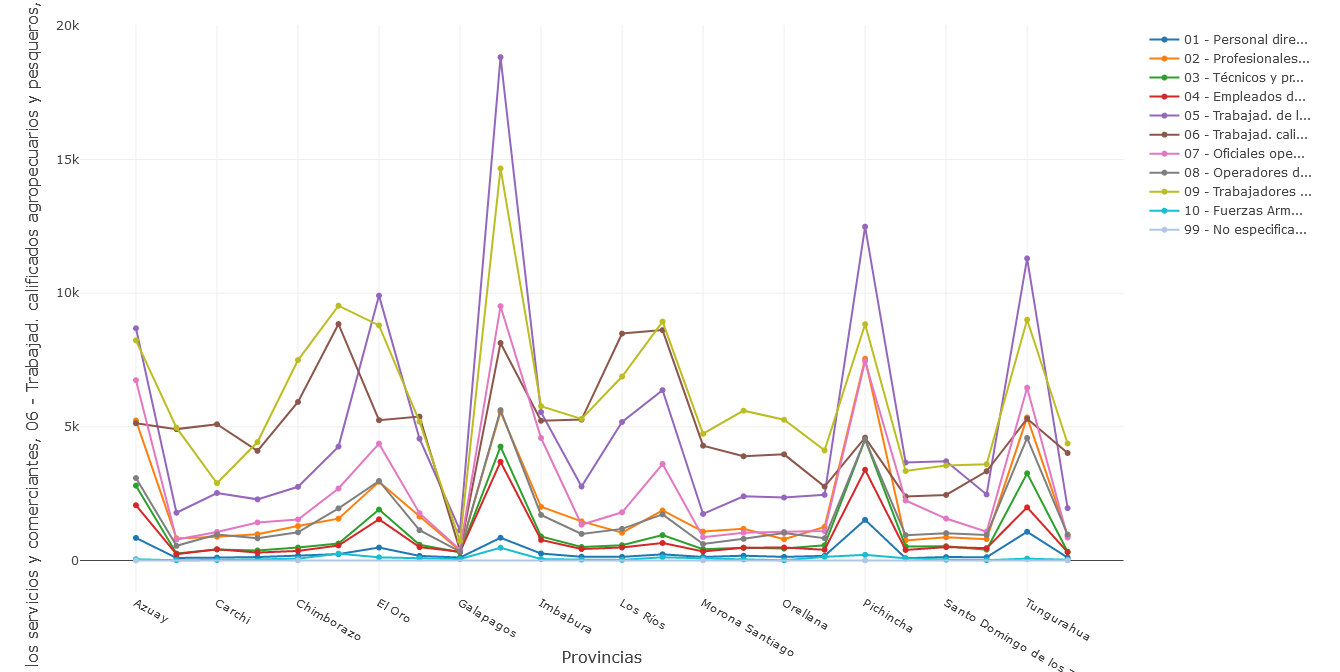 los servicios y comerciantes, 06 - Trabajad. calificados agropecuarios y pesqueros,
20k
15k
10k
5k
0
Azuay
Carchi
Chimborazo
El Oro
Galapagos
Imbabura
Los Rios
Morona Santiago
Orellana
Pichincha
Santo Domingo de los
Tungurahua
Provincias
01 - Personal dire...
02 - Profesionales...
03 - Técnicos y pr...
04 - Empleados d...
05 - Trabajad. de l...
06 - Trabajad. cali...
07 - Oficiales ope...
08 - Operadores d...
09 - Trabajadores ...
10 - Fuerzas Arm...
99 - No especifica...